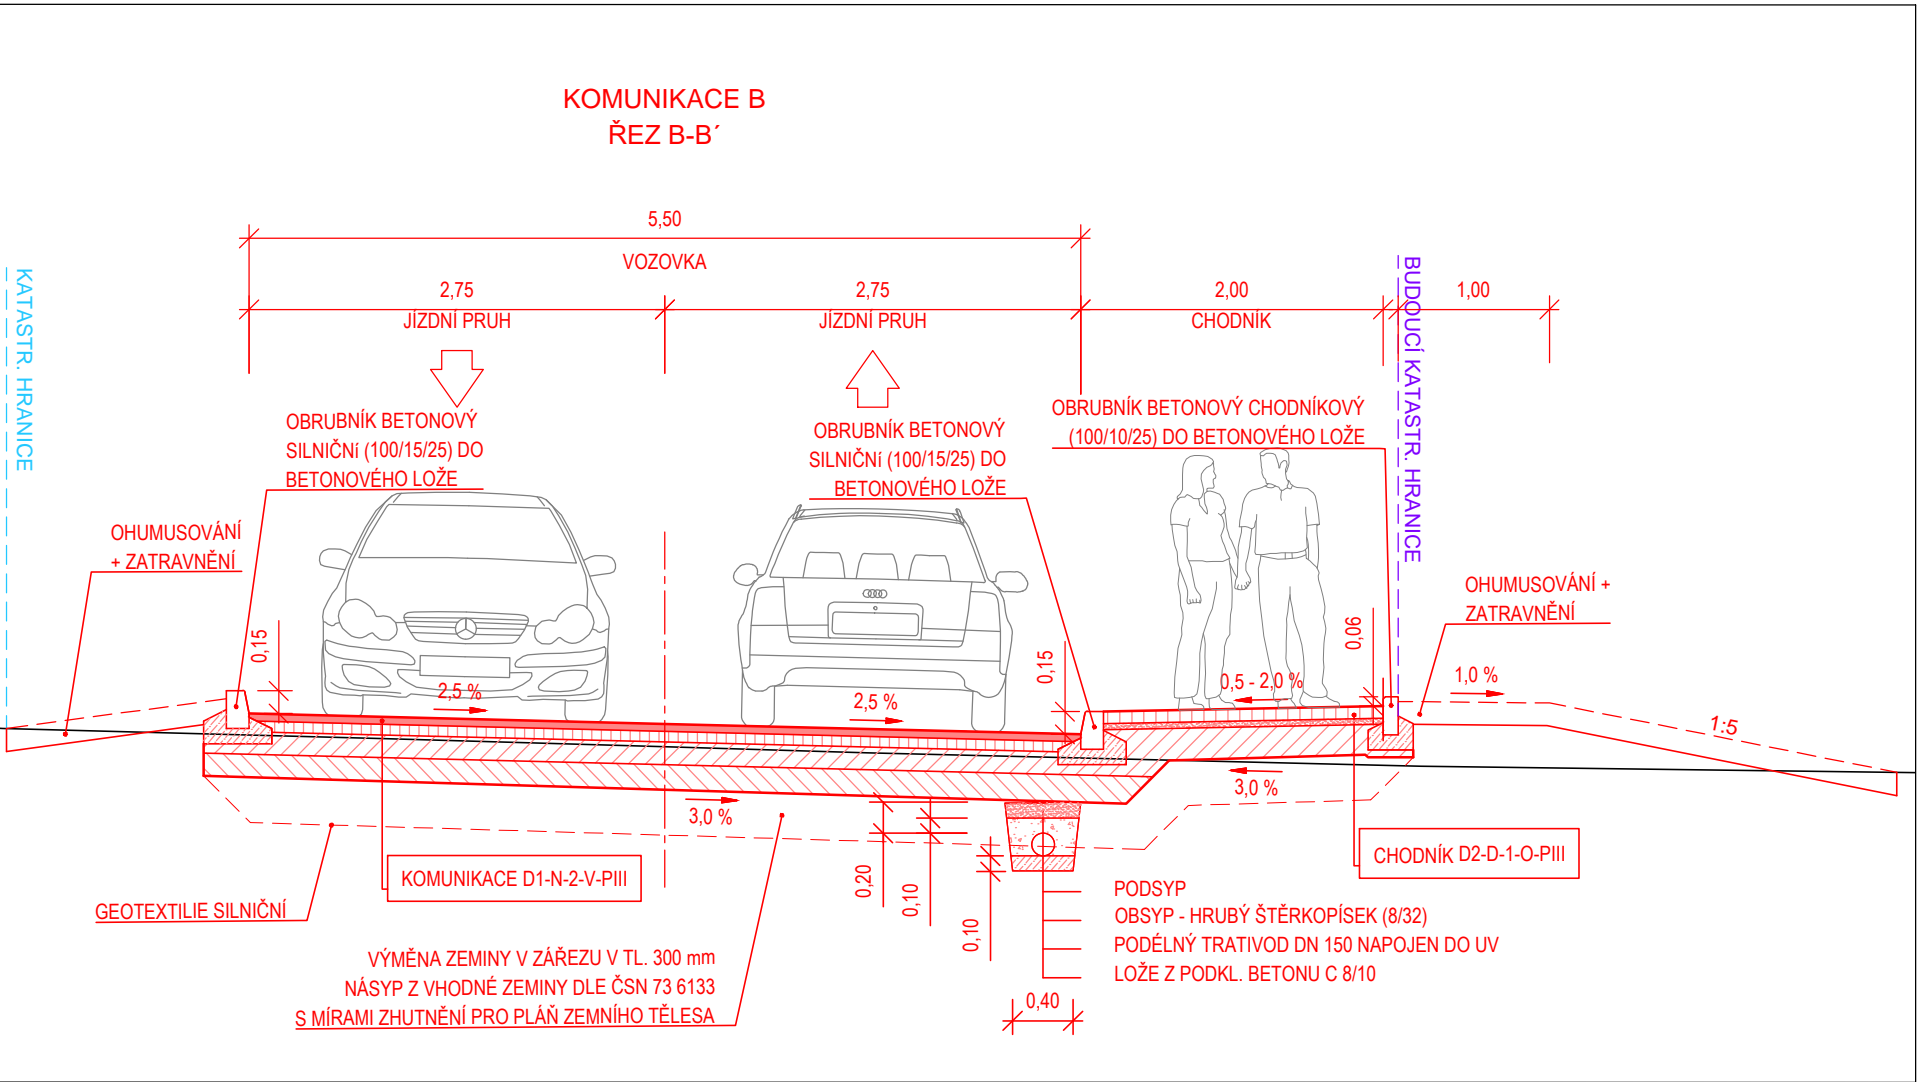 KOMUNIKACE B
ŘEZ B-B´
5,50
VOZOVKA
2,75
JÍZDNÍ PRUH
2,75
JÍZDNÍ PRUH
2,00
CHODNÍK
1,00
KATASTR. HRANICE
BUDOUCÍ KATASTR. HRANICE
OBRUBNÍK BETONOVÝ
SILNIČNí (100/15/25) DO
BETONOVÉHO LOŽE
OBRUBNÍK BETONOVÝ
SILNIČNí (100/15/25) DO
BETONOVÉHO LOŽE
OBRUBNÍK BETONOVÝ CHODNÍKOVÝ
(100/10/25) DO BETONOVÉHO LOŽE
OHUMUSOVÁNÍ
+ ZATRAVNĚNÍ
OHUMUSOVÁNÍ +
ZATRAVNĚNÍ
0,15
0,15
0,06
2,5 %
2,5 %
0,5 - 2,0 %
1,0 %
1:5
3,0 %
3,0 %
0,20
0,10
0,10
KOMUNIKACE D1-N-2-V-PIII
CHODNÍK D2-D-1-O-PIII
GEOTEXTILIE SILNIČNÍ
VÝMĚNA ZEMINY V ZÁŘEZU V TL. 300 mm
NÁSYP Z VHODNÉ ZEMINY DLE ČSN 73 6133
S MÍRAMI ZHUTNĚNÍ PRO PLÁŇ ZEMNÍHO TĚLESA
PODSYP
OBSYP - HRUBÝ ŠTĚRKOPÍSEK (8/32)
PODÉLNÝ TRATIVOD DN 150 NAPOJEN DO UV
LOŽE Z PODKL. BETONU C 8/10
0,40